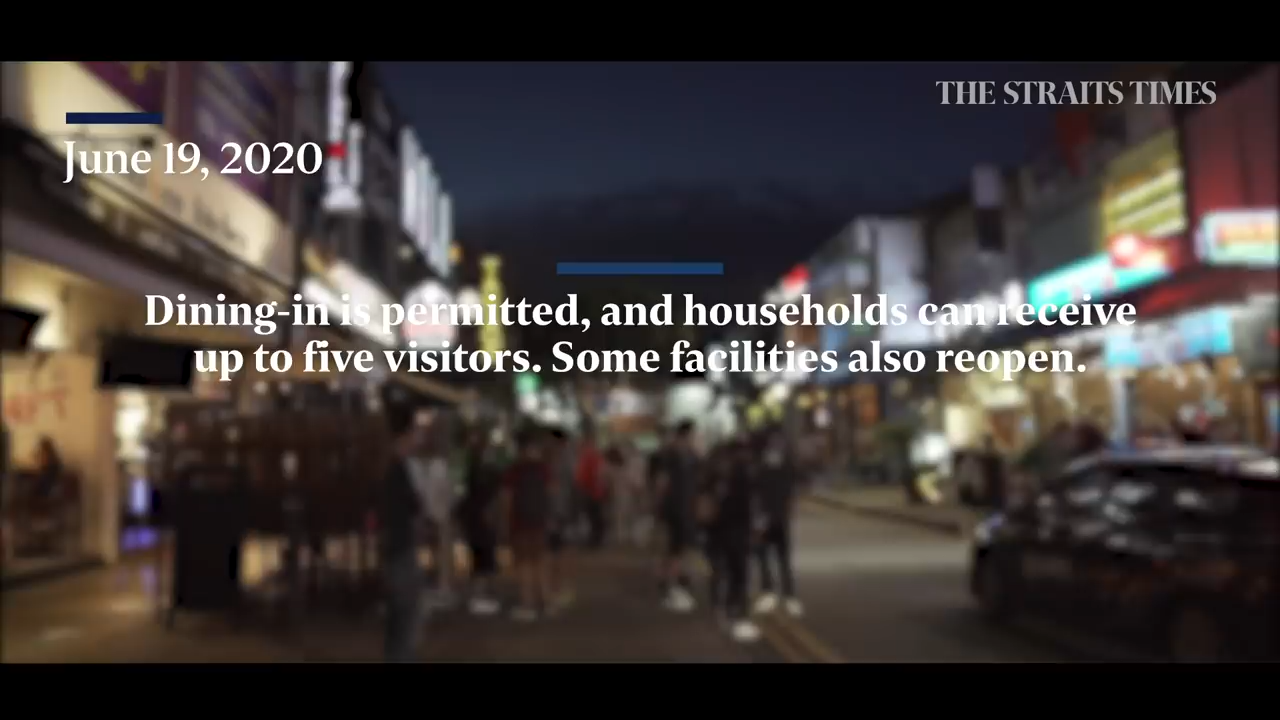 THE STRAITS TIMES
June 19, 2020
Dining-in is permitted, and households can receive
up to five visitors. Some facilities also reopen.